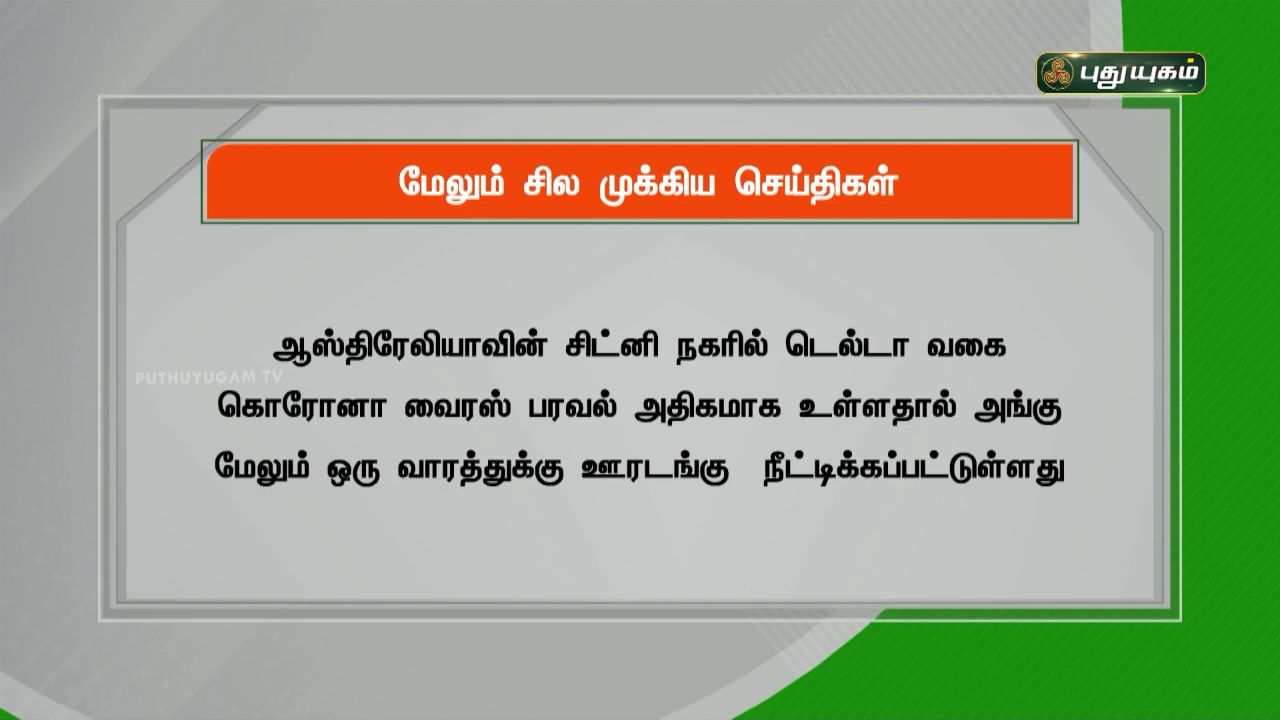 புதுயுகம்
மேலும் சில முக்கிய செய்திகள்
ஆஸ்திரேலியாவின் சிட்னி நகரில் டெல்டா வகை
PUTHUYUGAM TV
கொரோனா வைரஸ் பரவல் அதிகமாக உள்ளதால் அங்கு
மேலும் ஒரு வாரத்துக்கு ஊரடங்கு நீட்டிக்கப்பட்டுள்ளது